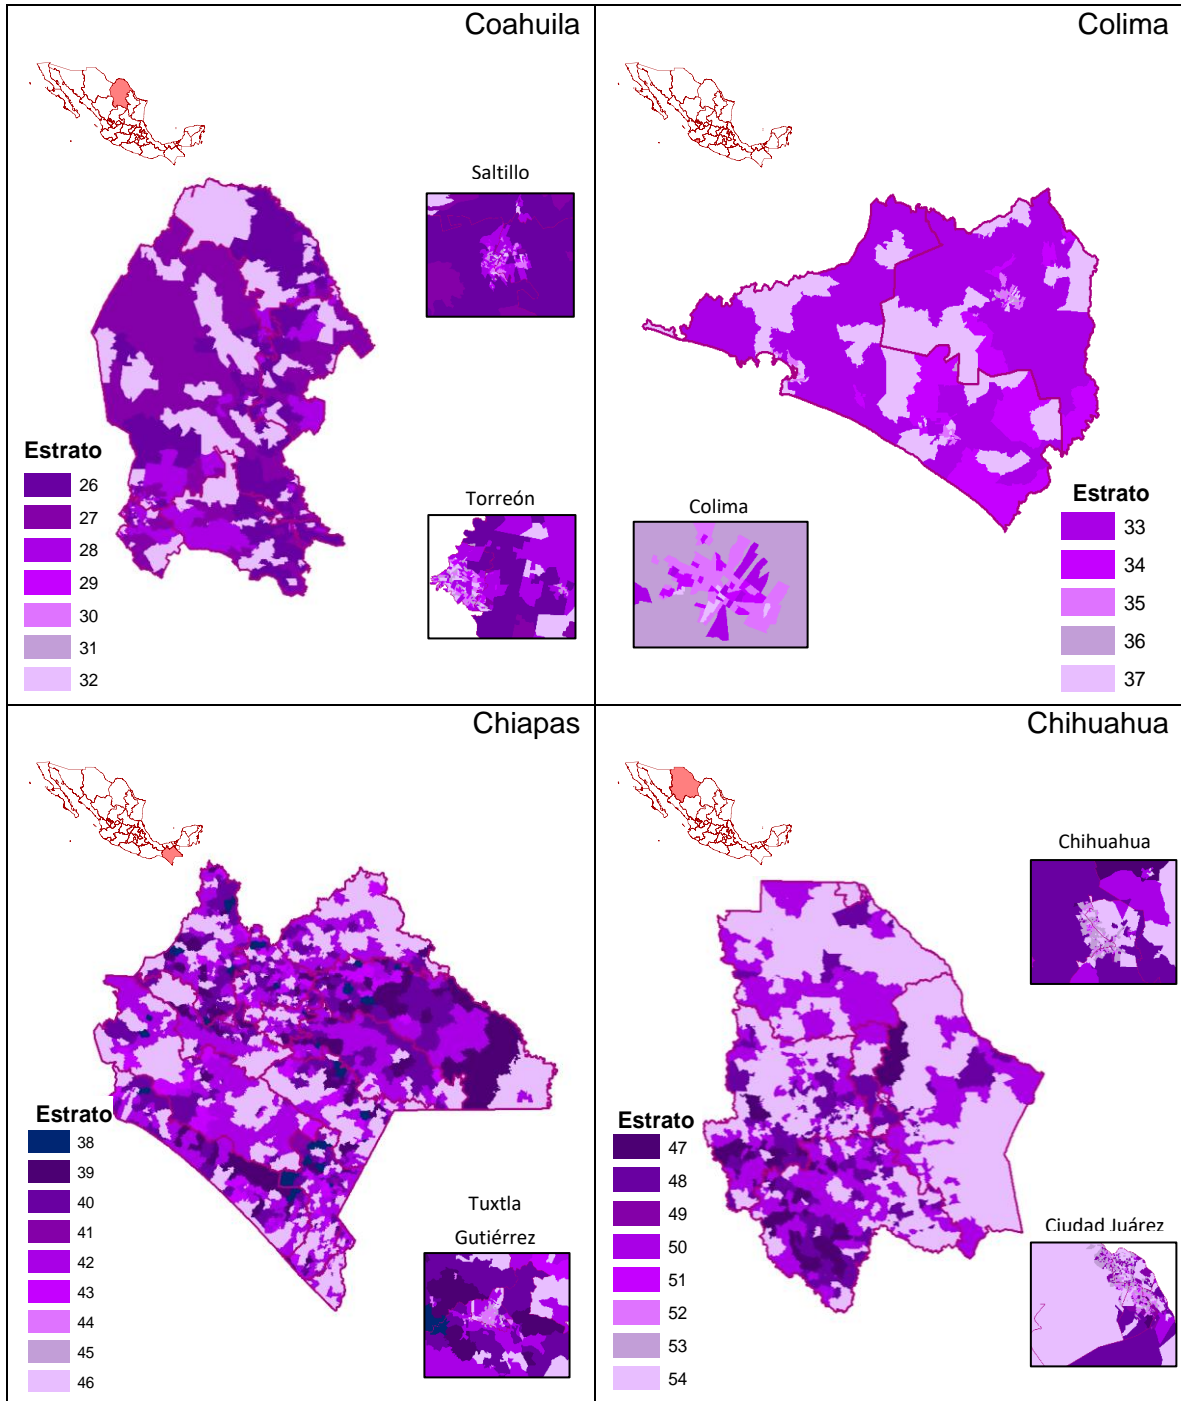 Coahuila
Saltillo
Estrato
26
27
28
29
30
31
32
Torreón
Colima
Colima
Estrato
33
34
35
36
37
Chiapas
Estrato
38
39
40
41
42
43
44
45
46
Tuxtla
Gutiérrez
Chihuahua
Chihuahua
Estrato
47
48
49
50
51
52
53
54
Ciudad Juárez